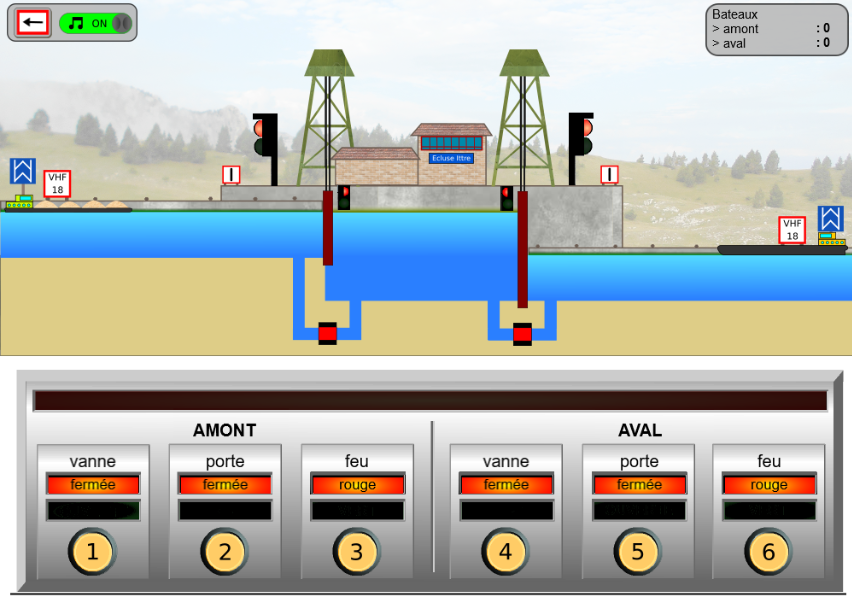 ON
Bateaux
> amont : 0
> aval : 0
Ecluse litre
VHF
18
VHF
18
AMONT
AVAL
vanne
fermée
1
porte
fermée
2
feu
rouge
3
vanne
fermée
4
porte
fermée
5
feu
rouge
6